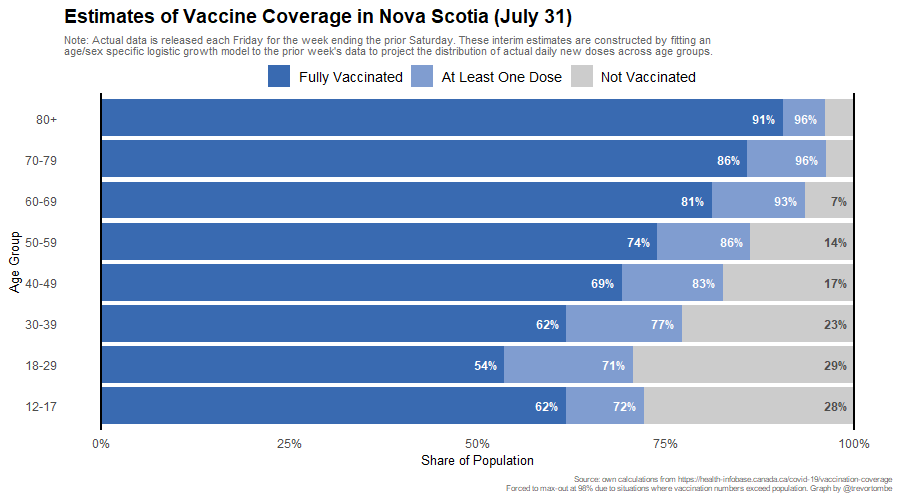 Estimates of Vaccine Coverage in Nova Scotia (July 31)
Note: Actual data is released each Friday for the week ending the prior Saturday. These interim estimates are constructed by fitting an
age/sex specific logistic growth model to the prior week's data to project the distribution of actual daily new doses across age groups.
Fully Vaccinated At Least One Dose Not Vaccinated
80+ 91% 96%
70-79 86% 96%
60-69 81% 93% 7%
50-59 74% 86% 14%
40-49 69% 83% 17%
30-39 62% 77% 23%
18-29 54% 71% 29%
12-17 62% 72% 28%
Age Group
0% 25% 50% 75% 100%
Share of Population
Source: own calculations from https://health-infobase.canada.ca/covid-19/vaccination-coverage
Forced to max-out at 98% due to situations where vaccination numbers exceed population. Graph by @trevortombe